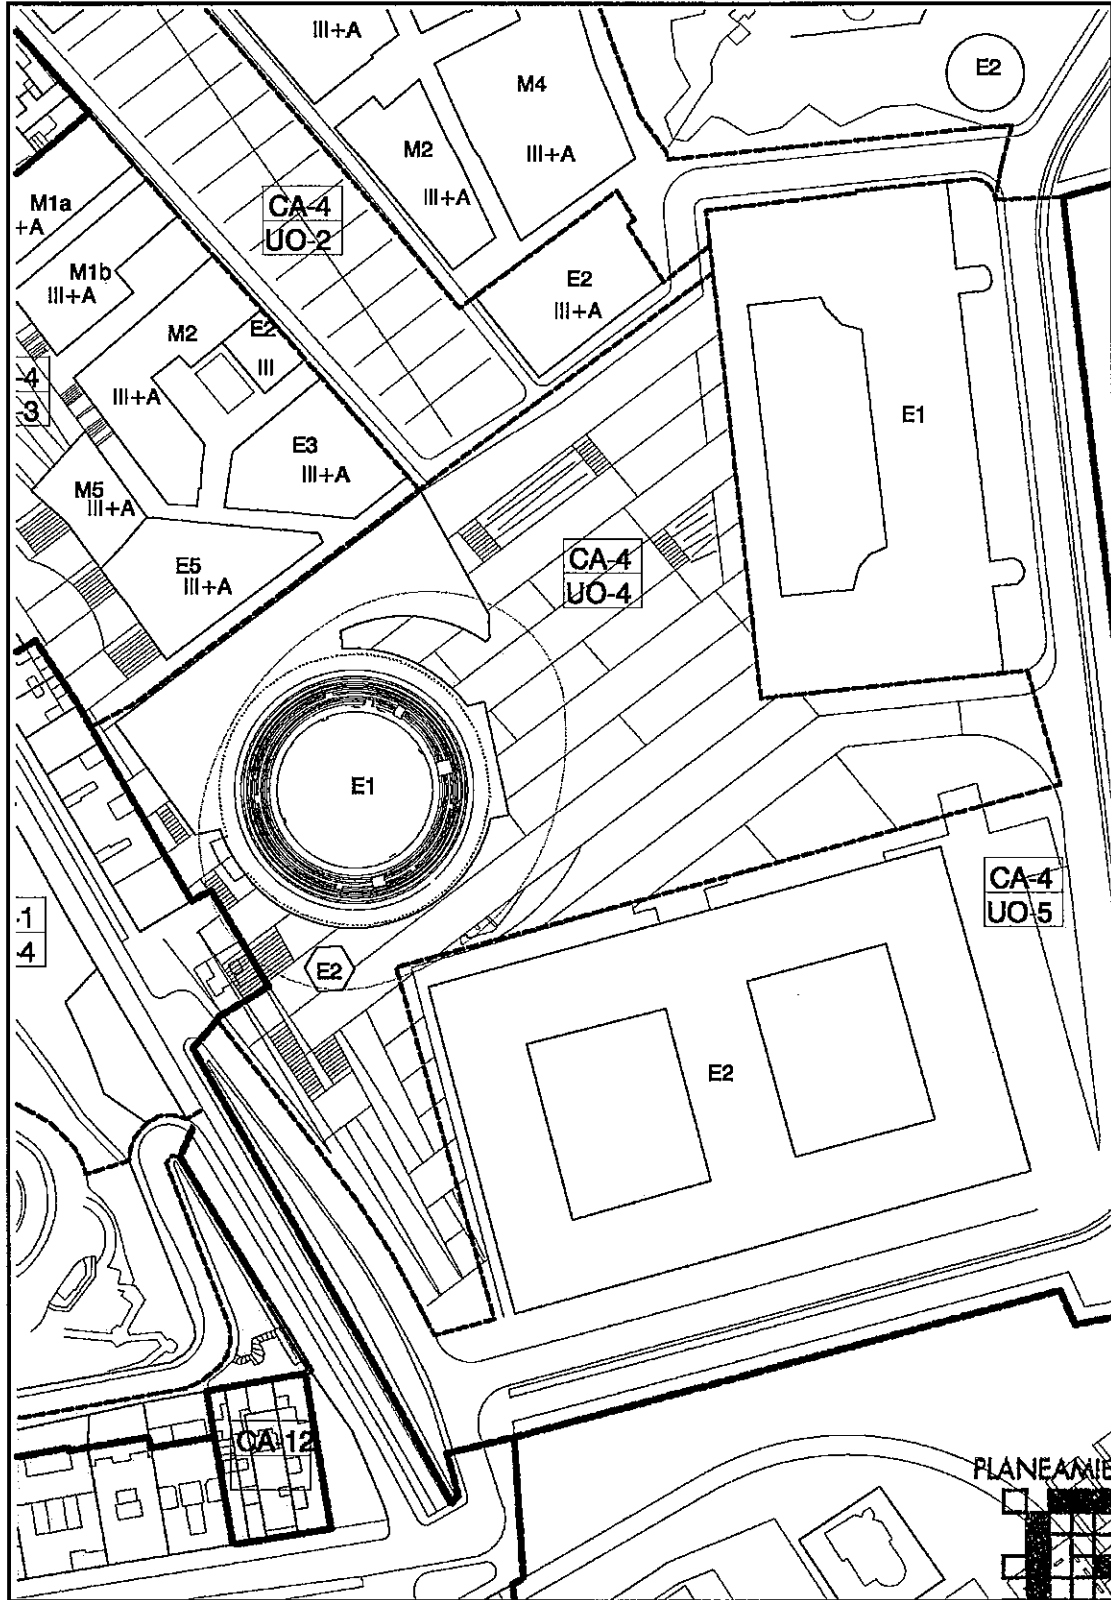 III+A
E2
M4
M2
III+A
III+A
M1a
+A
CA-4
UO-2
M1b
III+A
E2
III+A
M2
E2
III
-4
-3
III+A
E1
E3
III+A
M5
III+A
CA-4
UO-4
E5
III+A
E1
CA-4
UO-5
-1
-4
E2
E2
CA-12
PLANEAMIE